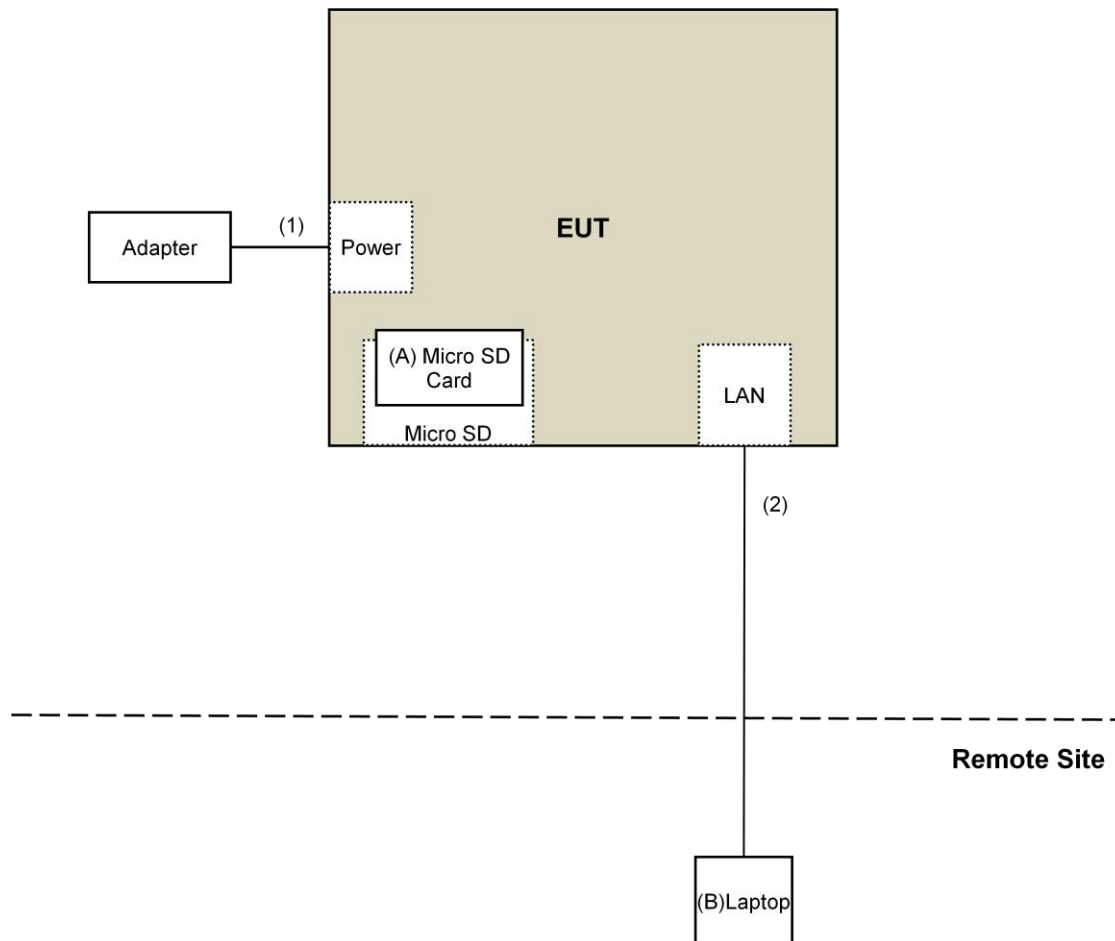 EUT
(1)
Adapter
Power
(A) Micro SD
Card
Micro SD
LAN
(2)
Remote Site
(B)Laptop